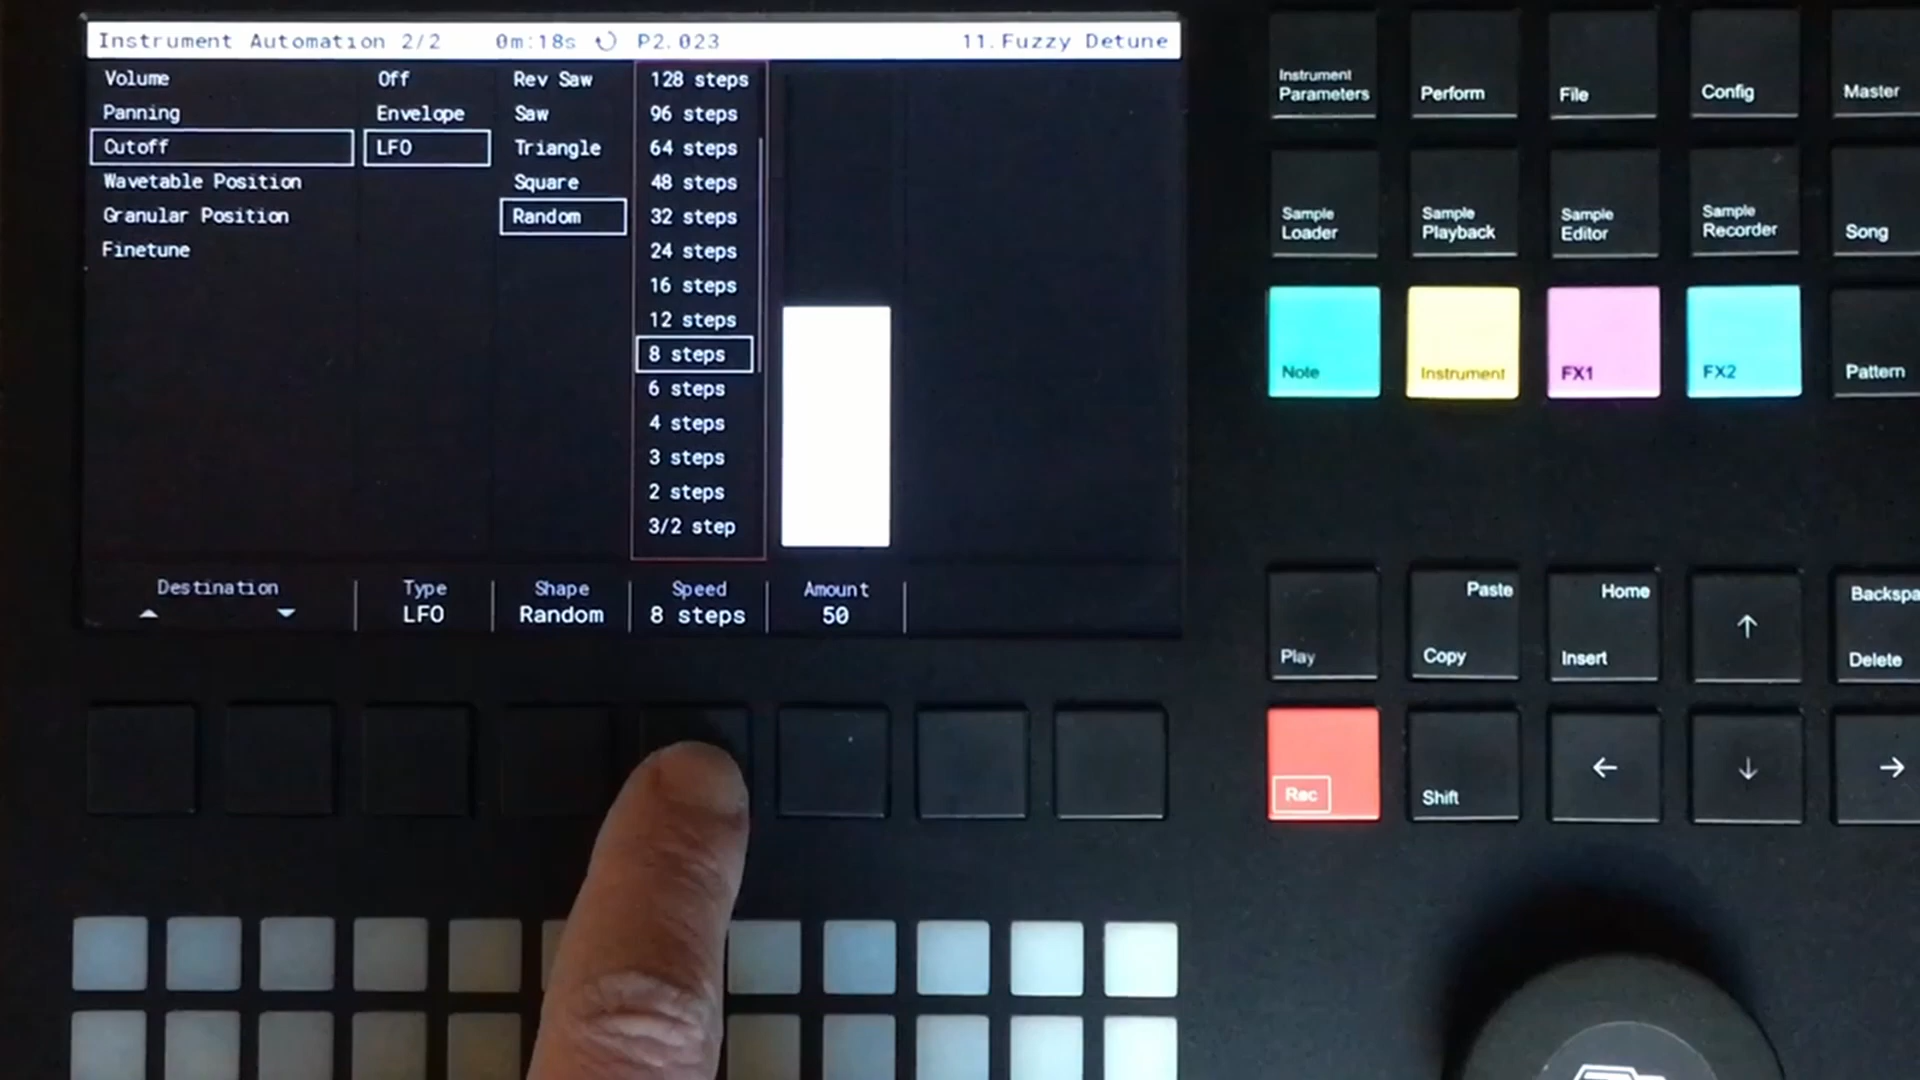 Instrument Automation 2/2 0m:18s P2.023 11.Fuzzy Detune
Volume
Panning
Cutoff
Wavetable Position
Granular Position
Finetune
Off
Envelope
LFO
Rev Saw
Saw
Triangle
Square
Random
128 steps
96 steps
64 steps
48 steps
32 steps
24 steps
16 steps
12 steps
8 steps
6 steps
4 steps
3 steps
2 steps
3/2 step
Destination
Type
LFO
Shape
Random
Speed
8 steps
Amount
50
Instrument
Parameters
Perform
File
Config
Master
Sample
Loader
Sample
Playback
Sample
Editor
Sample
Recorder
Song
Note
Instrument
FX1
FX2
Pattern
Play
Paste
Copy
Home
Insert
↑
Backspa
Delete
Rec
Shift
←
↓
→